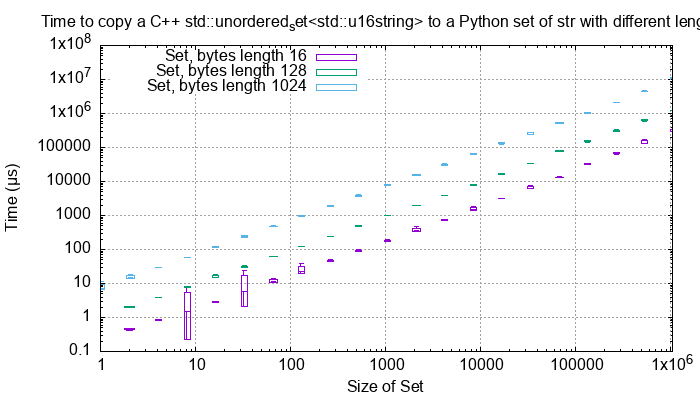 Time to copy a C++ std::unordered_set<std::u16string> to a Python set of str with different leng
1x10^8
Set, bytes length 16
Set, bytes length 128
1x10^7
Set, bytes length 1024
1x10^6
100000
10000
1000
100
10
1
0.1
Time (µs)
1 10 100 1000 10000 100000 1x10^6
Size of Set